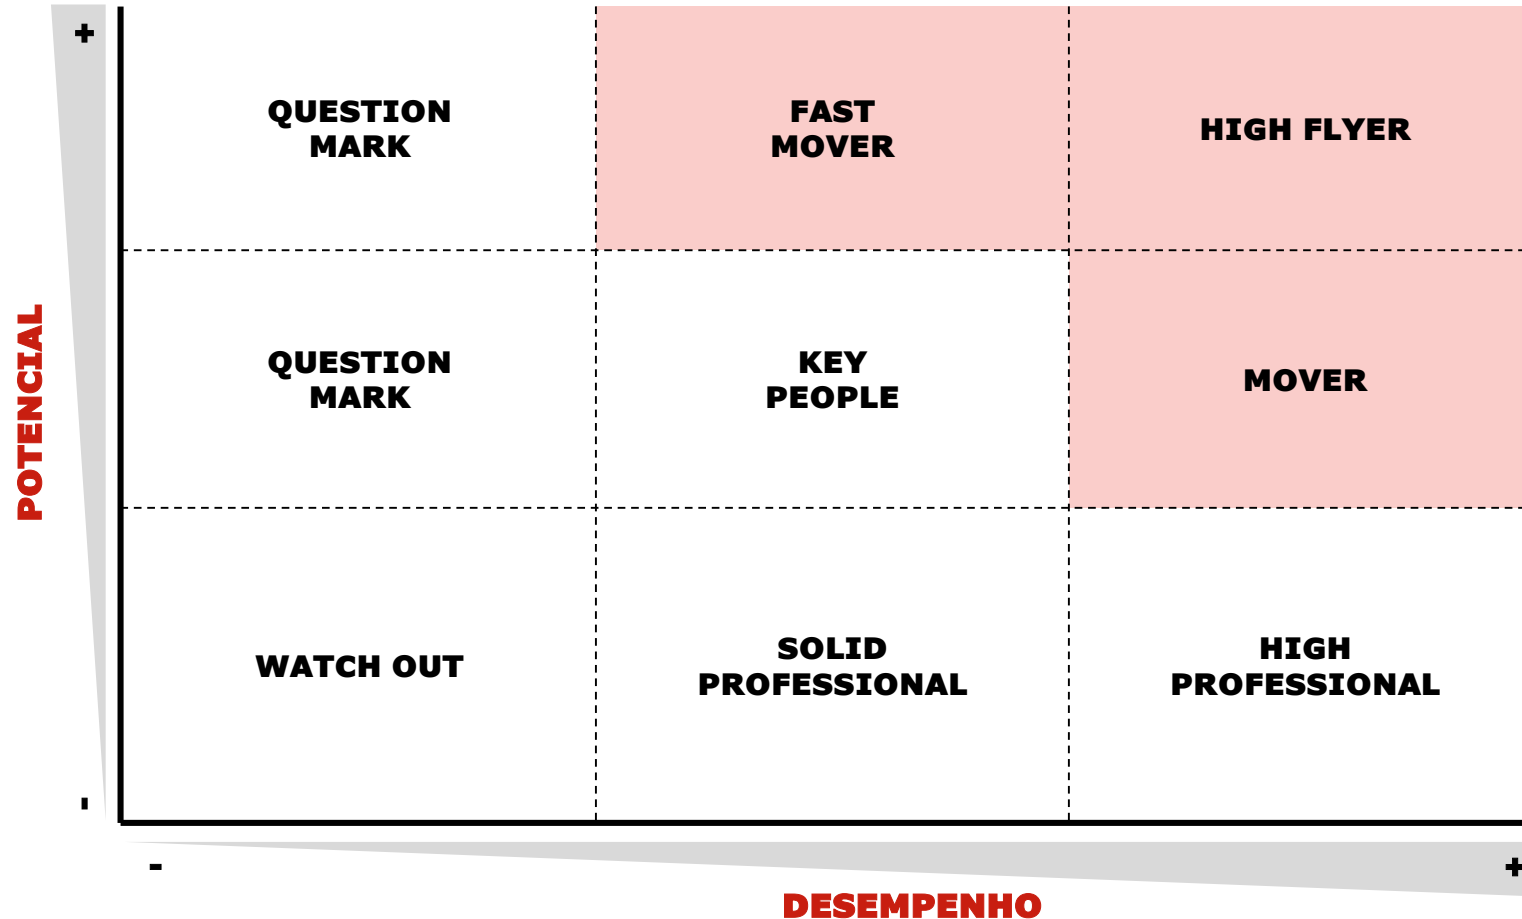 +
QUESTION
MARK
FAST
MOVER
HIGH FLYER
POTENCIAL
QUESTION
MARK
KEY
PEOPLE
MOVER
WATCH OUT
SOLID
PROFESSIONAL
HIGH
PROFESSIONAL
-
-
+
DESEMPENHO